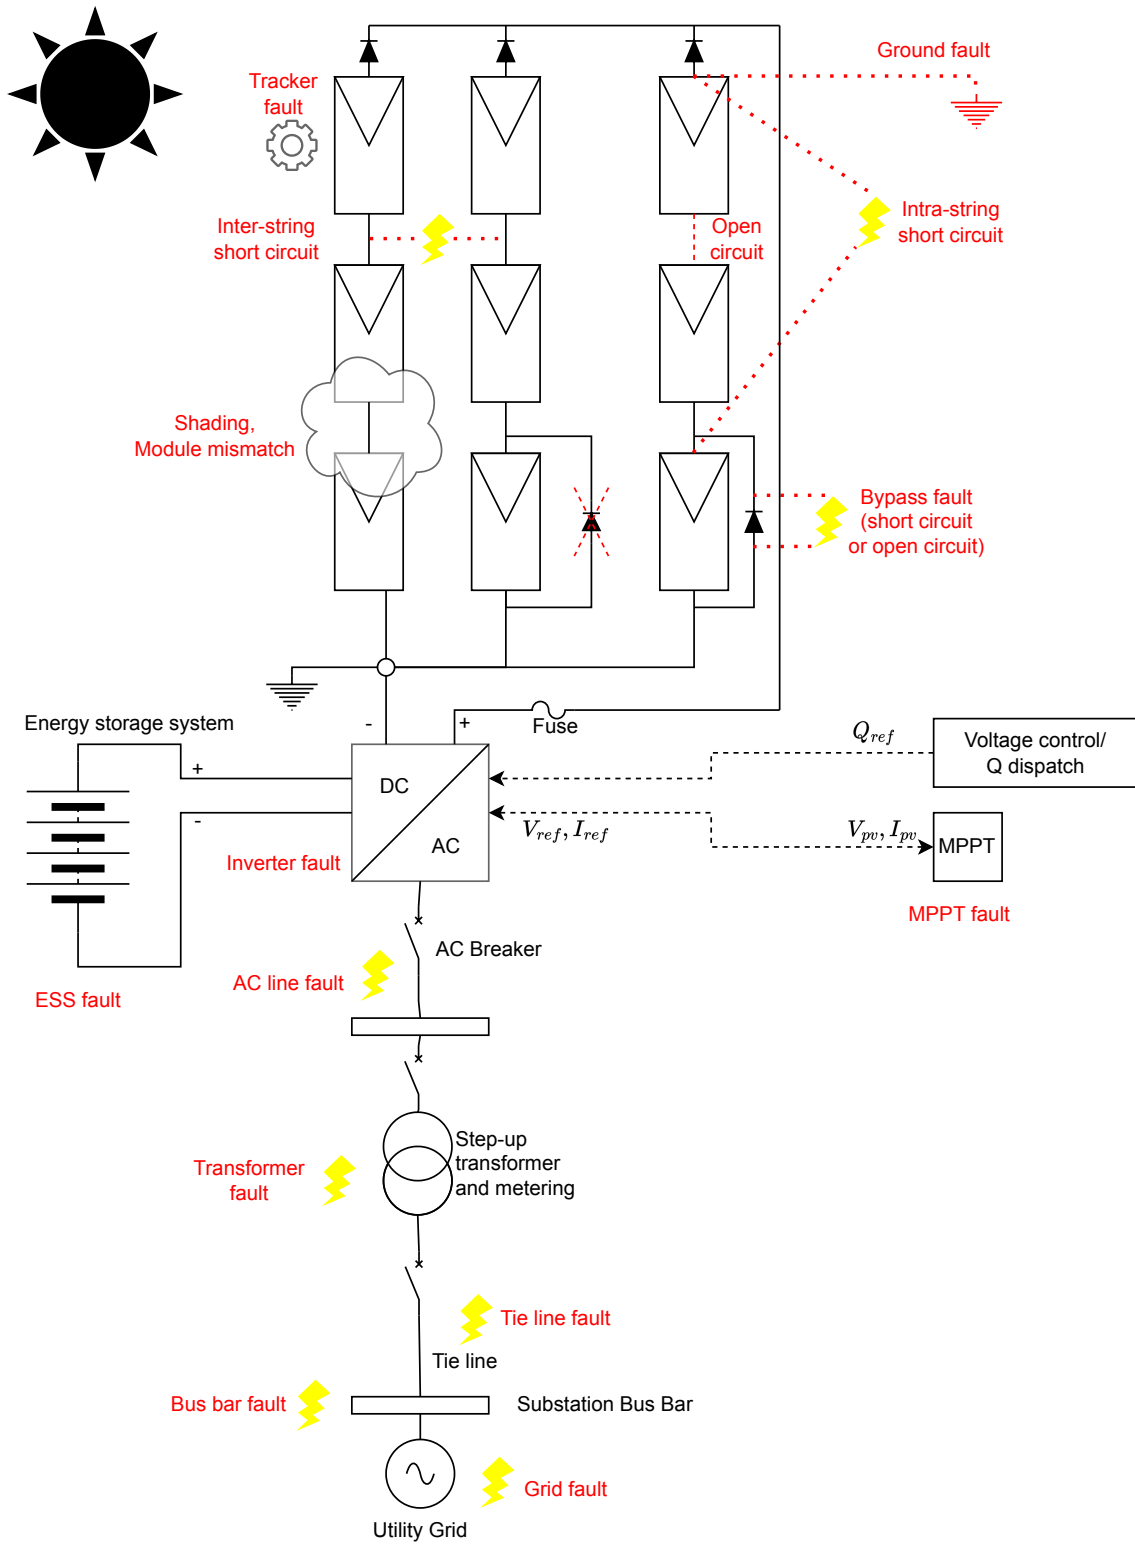 Ground fault
Tracker
fault
Inter-string
short circuit
Open
circuit
Intra-string
short circuit
Shading,
Module mismatch
Bypass fault
(short circuit
or open circuit)
Energy storage system
-
+
Fuse
Q_ref
Voltage control/
Q dispatch
+
DC
-
V_ref, I_ref
V_pv, I_pv
AC
MPPT
Inverter fault
MPPT fault
AC Breaker
AC line fault
ESS fault
Step-up
transformer
and metering
Transformer
fault
Tie line fault
Tie line
Bus bar fault
Substation Bus Bar
Grid fault
Utility Grid